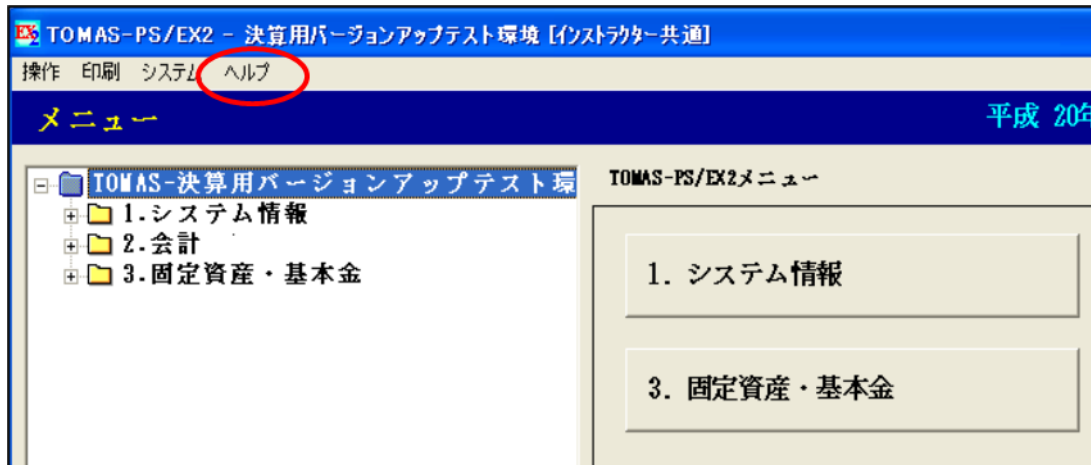 TOMAS-PS/EX2 - 決算用バージョンアップテスト環境 [インストラクター共通]
操作 印刷 システム ヘルプ
メニュー
平成 20年
TOMAS-決算用バージョンアップテスト環
1.システム情報
2.会計
3.固定資産・基本金
TOMAS-PS/EX2メニュー
1. システム情報
3. 固定資産・基本金